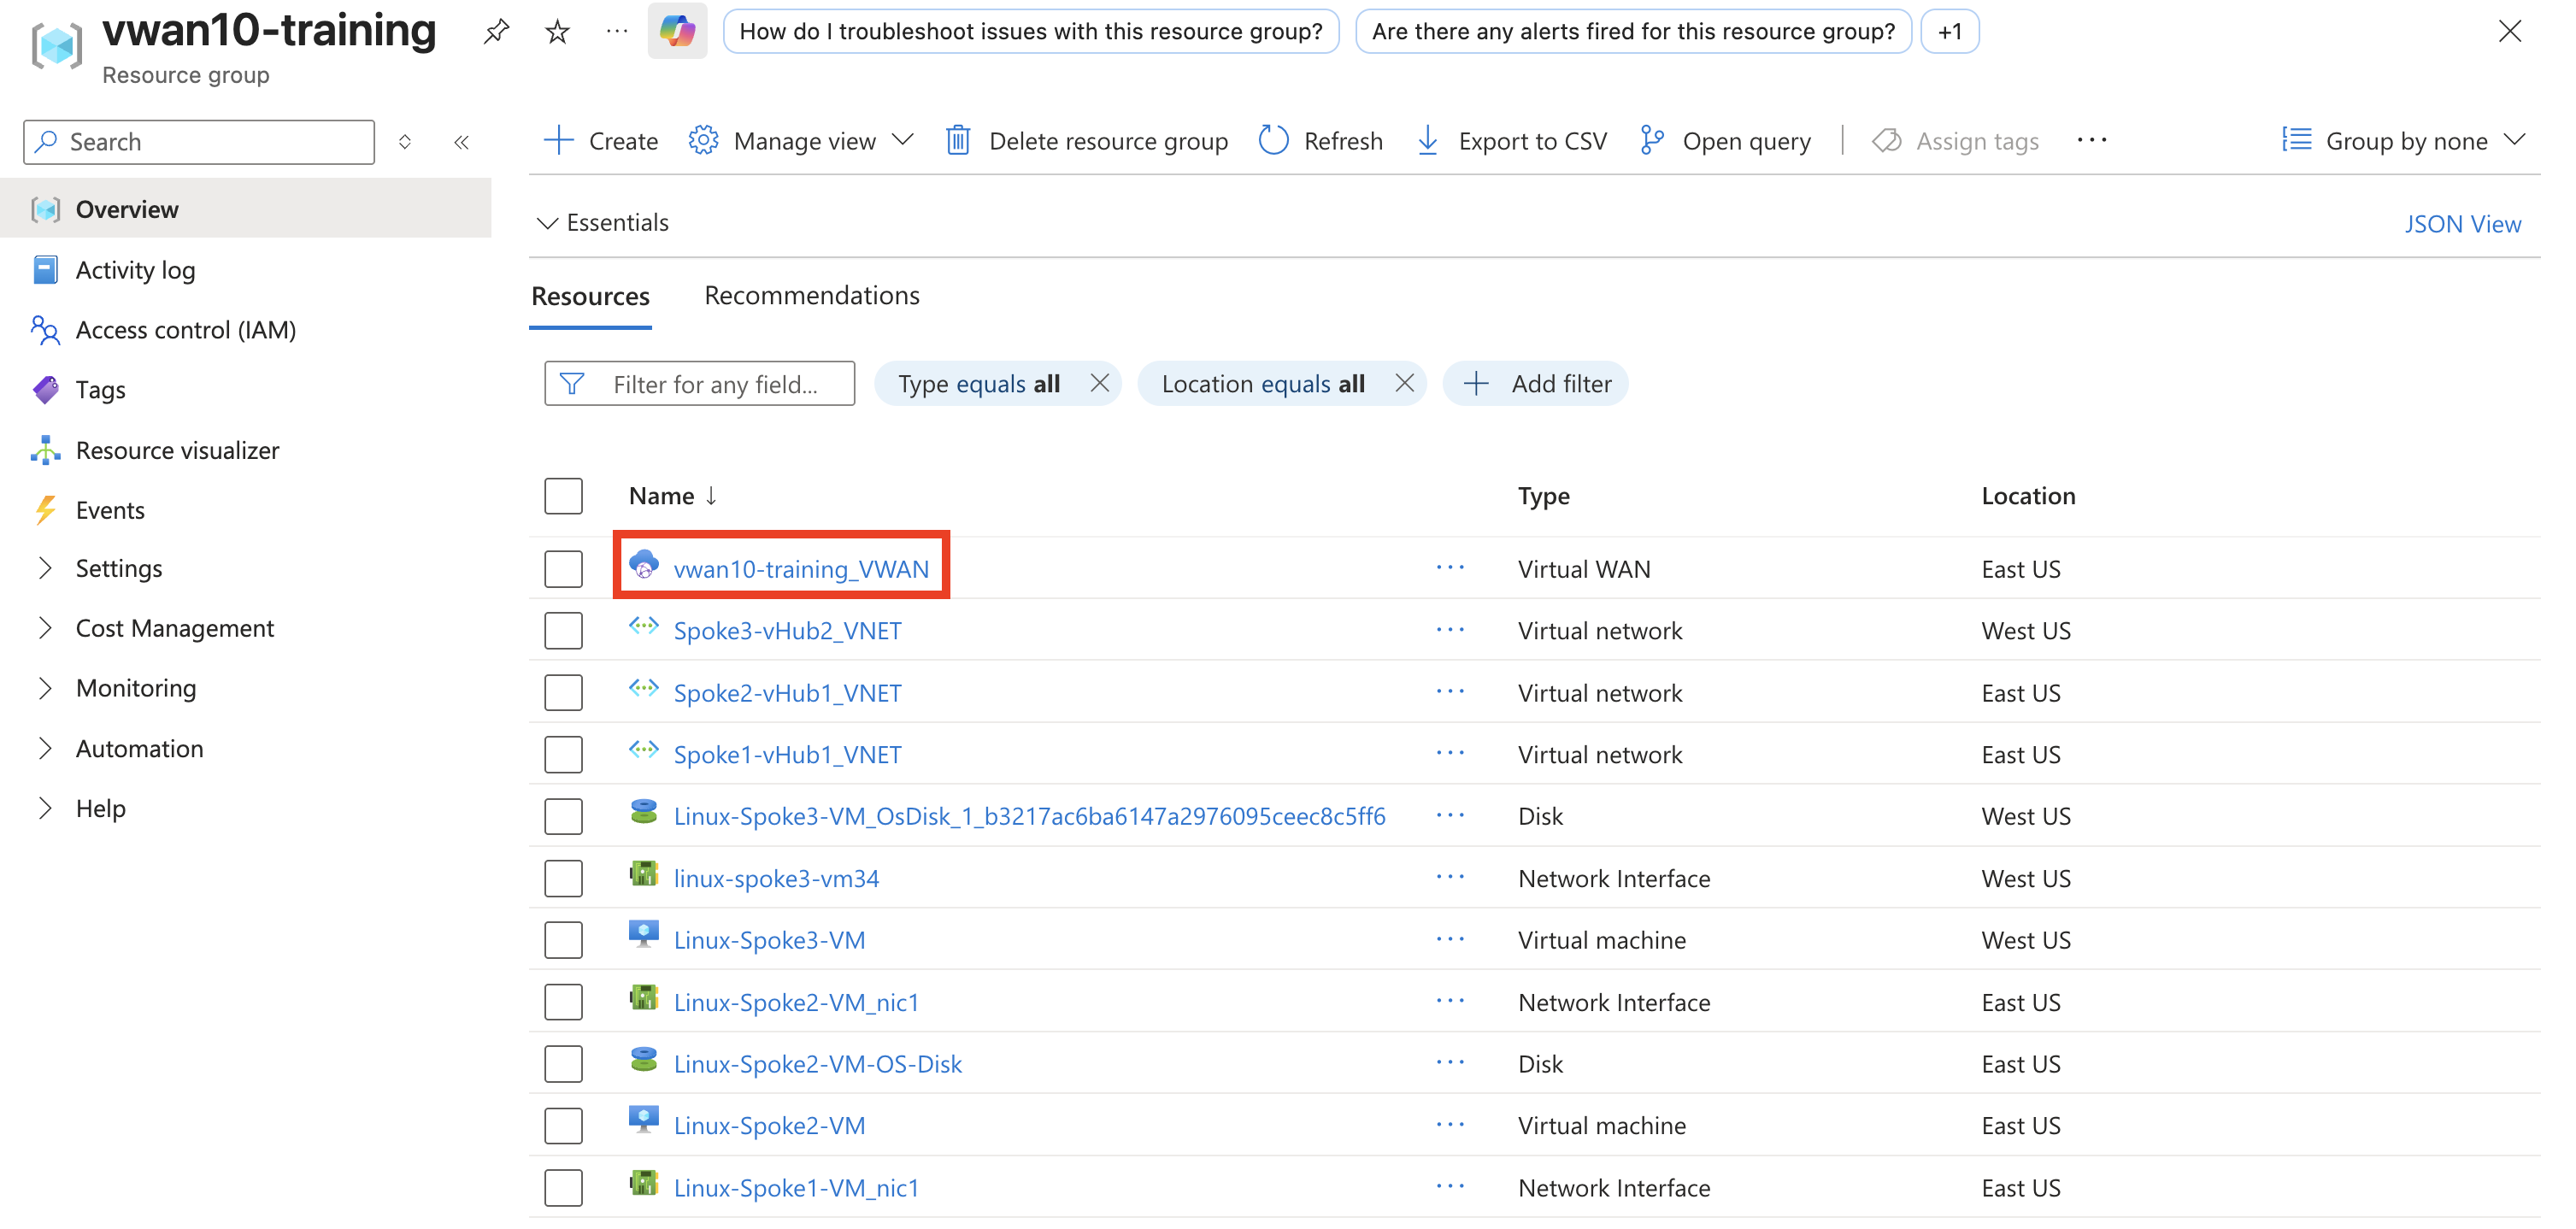 vwan10-training
Resource group
How do I troubleshoot issues with this resource group?
Are there any alerts fired for this resource group?
+1
Search
Create
Manage view
Delete resource group
Refresh
Export to CSV
Open query
Assign tags
Group by none
Overview
Activity log
Access control (IAM)
Tags
Resource visualizer
Events
Settings
Cost Management
Monitoring
Automation
Help
Essentials
JSON View
Resources Recommendations
Filter for any field...
Type equals all
Location equals all
Add filter
Name ↓ Type Location
vwan10-training_VWAN ··· Virtual WAN East US
Spoke3-vHub2_VNET ··· Virtual network West US
Spoke2-vHub1_VNET ··· Virtual network East US
Spoke1-vHub1_VNET ··· Virtual network East US
Linux-Spoke3-VM_OsDisk_1_b3217ac6ba6147a2976095ceec8c5ff6 ··· Disk West US
linux-spoke3-vm34 ··· Network Interface West US
Linux-Spoke3-VM ··· Virtual machine West US
Linux-Spoke2-VM_nic1 ··· Network Interface East US
Linux-Spoke2-VM-OS-Disk ··· Disk East US
Linux-Spoke2-VM ··· Virtual machine East US
Linux-Spoke1-VM_nic1 ··· Network Interface East US